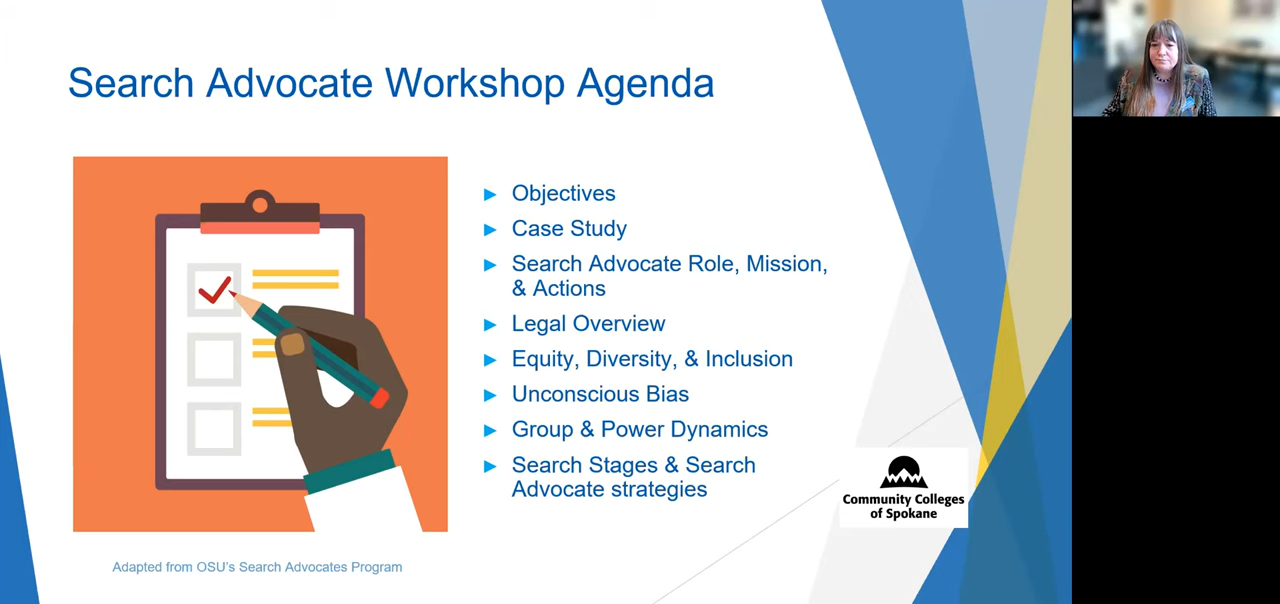 Search Advocate Workshop Agenda
Objectives
Case Study
Search Advocate Role, Mission,
& Actions
Legal Overview
Equity, Diversity, & Inclusion
Unconscious Bias
Group & Power Dynamics
Search Stages & Search
Advocate strategies
Community Colleges
of Spokane
Adapted from OSU's Search Advocates Program